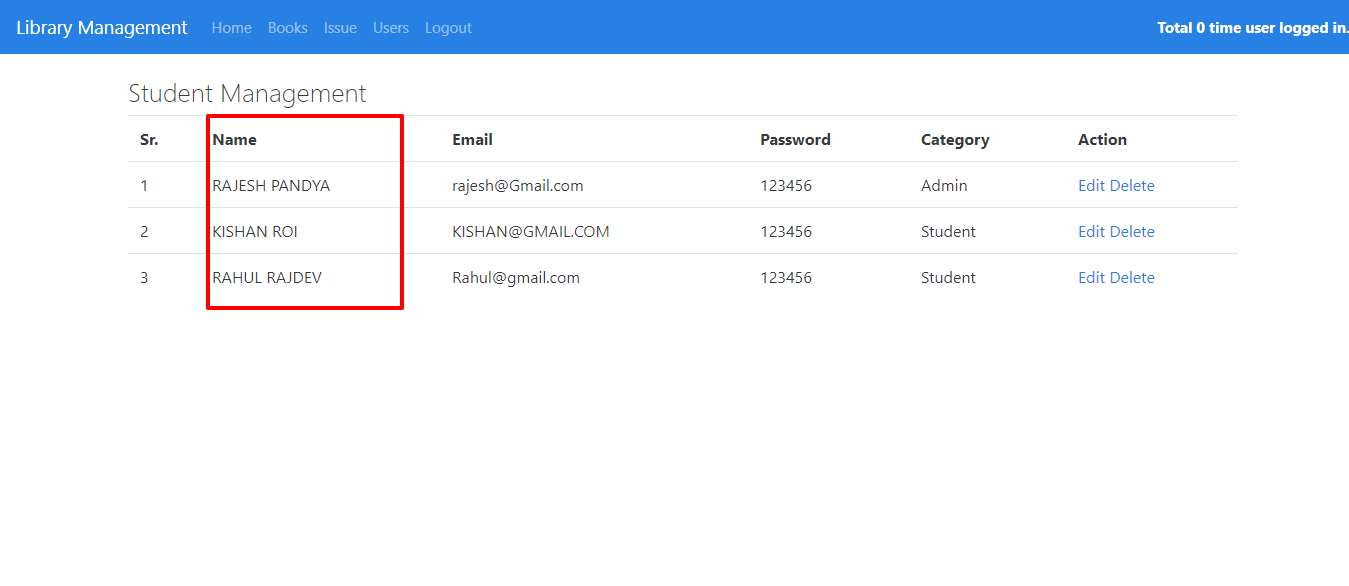 Library Management Home Books Issue Users Logout Total 0 time user logged in.
Student Management
Sr. Name Email Password Category Action
1 RAJESH PANDYA rajesh@Gmail.com 123456 Admin Edit Delete
2 KISHAN ROI KISHAN@GMAIL.COM 123456 Student Edit Delete
3 RAHUL RAJDEV Rahul@gmail.com 123456 Student Edit Delete